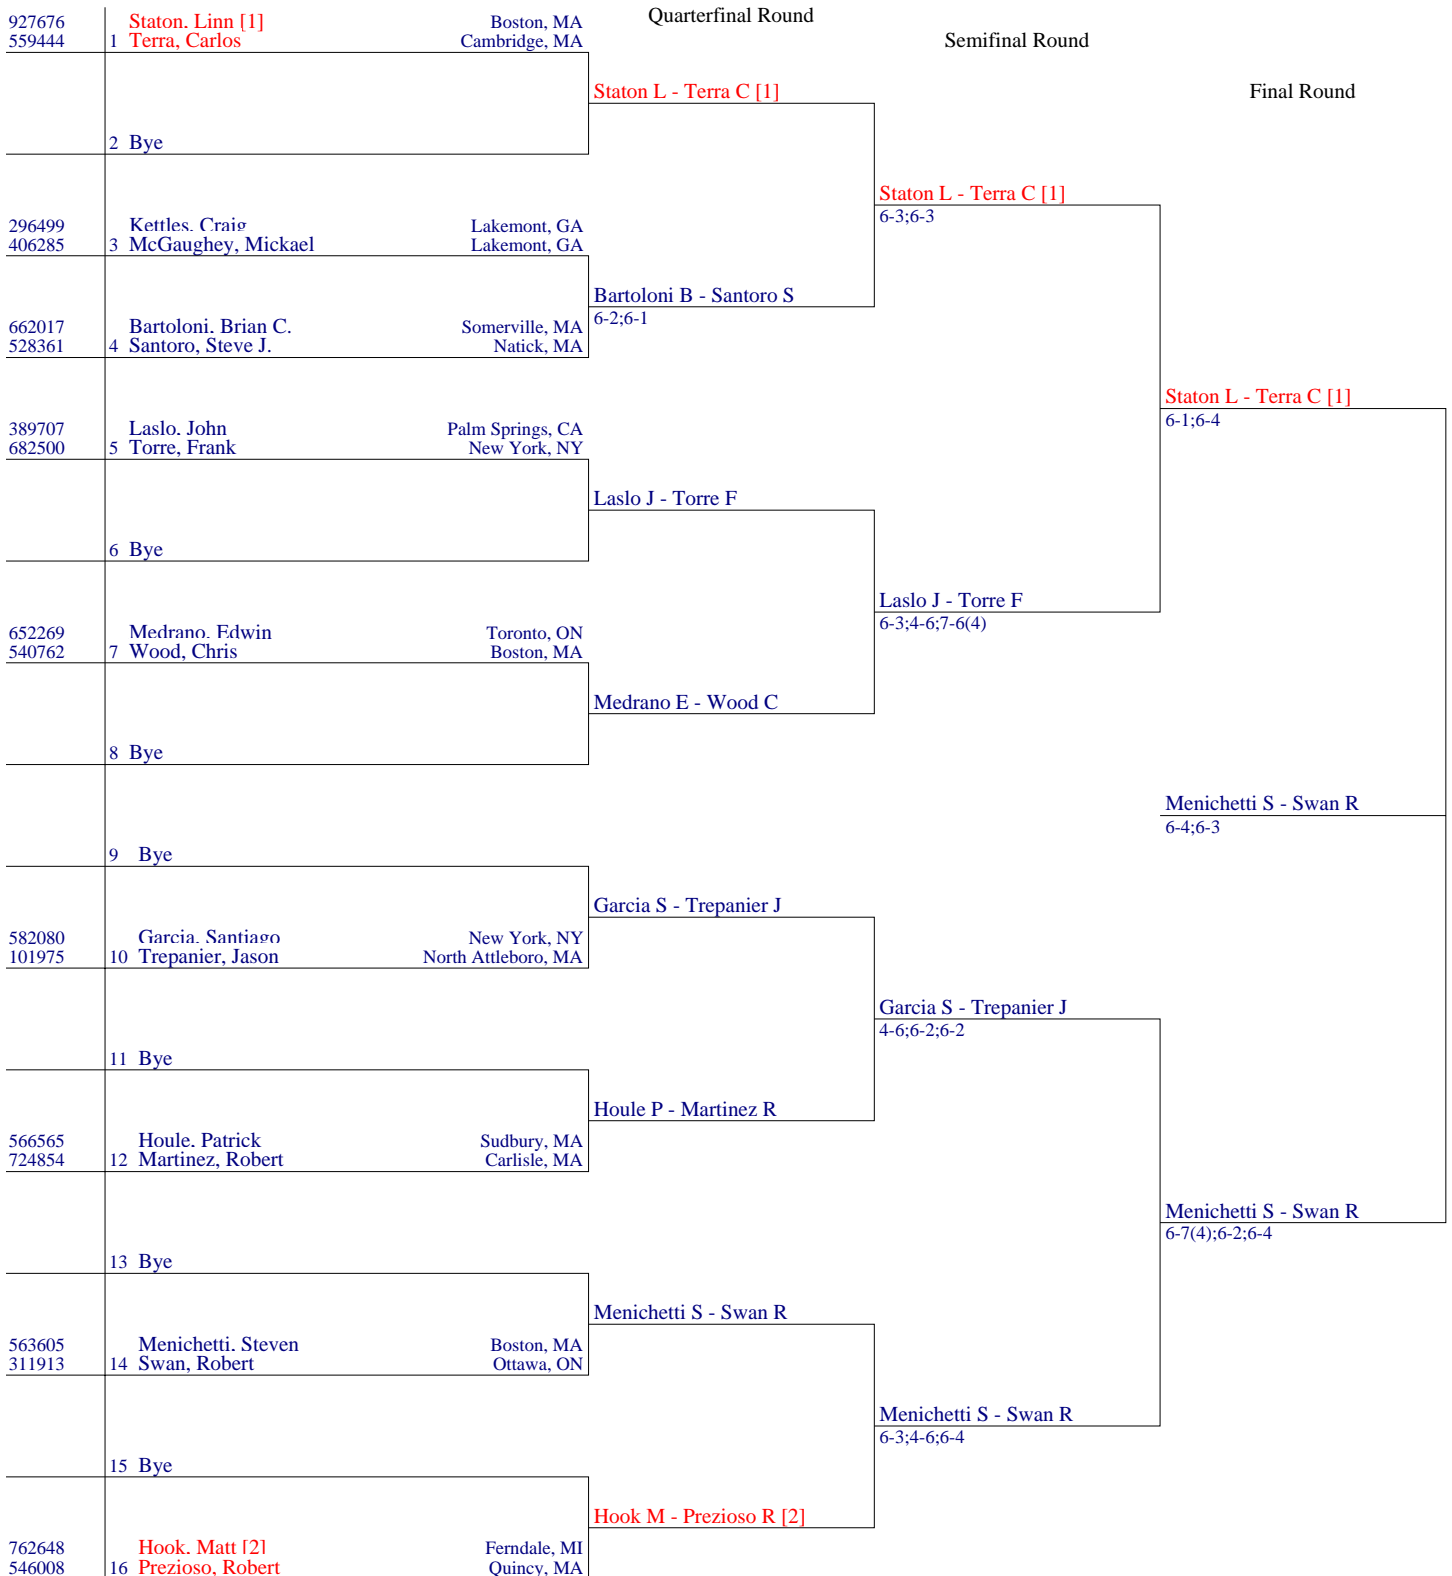 Quarterfinal Round
Semifinal Round
Final Round
927676 Staton, Linn [1] Boston, MA
559444 1 Terra, Carlos Cambridge, MA
Staton L - Terra C [1]
2 Bye
Staton L - Terra C [1]
6-3;6-3
296499 Kettles, Craig Lakemont, GA
406285 3 McGaughey, Mickael Lakemont, GA
Bartoloni B - Santoro S
6-2;6-1
662017 Bartoloni, Brian C. Somerville, MA
528361 4 Santoro, Steve J. Natick, MA
Staton L - Terra C [1]
6-1;6-4
389707 Laslo, John Palm Springs, CA
682500 5 Torre, Frank New York, NY
Laslo J - Torre F
6 Bye
Laslo J - Torre F
6-3;4-6;7-6(4)
652269 Medrano, Edwin Toronto, ON
540762 7 Wood, Chris Boston, MA
Medrano E - Wood C
8 Bye
Menichetti S - Swan R
6-4;6-3
9 Bye
Garcia S - Trepanier J
582080 Garcia, Santiago New York, NY
101975 10 Trepanier, Jason North Attleboro, MA
Garcia S - Trepanier J
4-6;6-2;6-2
11 Bye
Houle P - Martinez R
566565 Houle, Patrick Sudbury, MA
724854 12 Martinez, Robert Carlisle, MA
Menichetti S - Swan R
6-7(4);6-2;6-4
13 Bye
Menichetti S - Swan R
563605 Menichetti, Steven Boston, MA
311913 14 Swan, Robert Ottawa, ON
Menichetti S - Swan R
6-3;4-6;6-4
15 Bye
Hook M - Prezioso R [2]
762648 Hook, Matt [2] Ferndale, MI
546008 16 Prezioso, Robert Quincy, MA